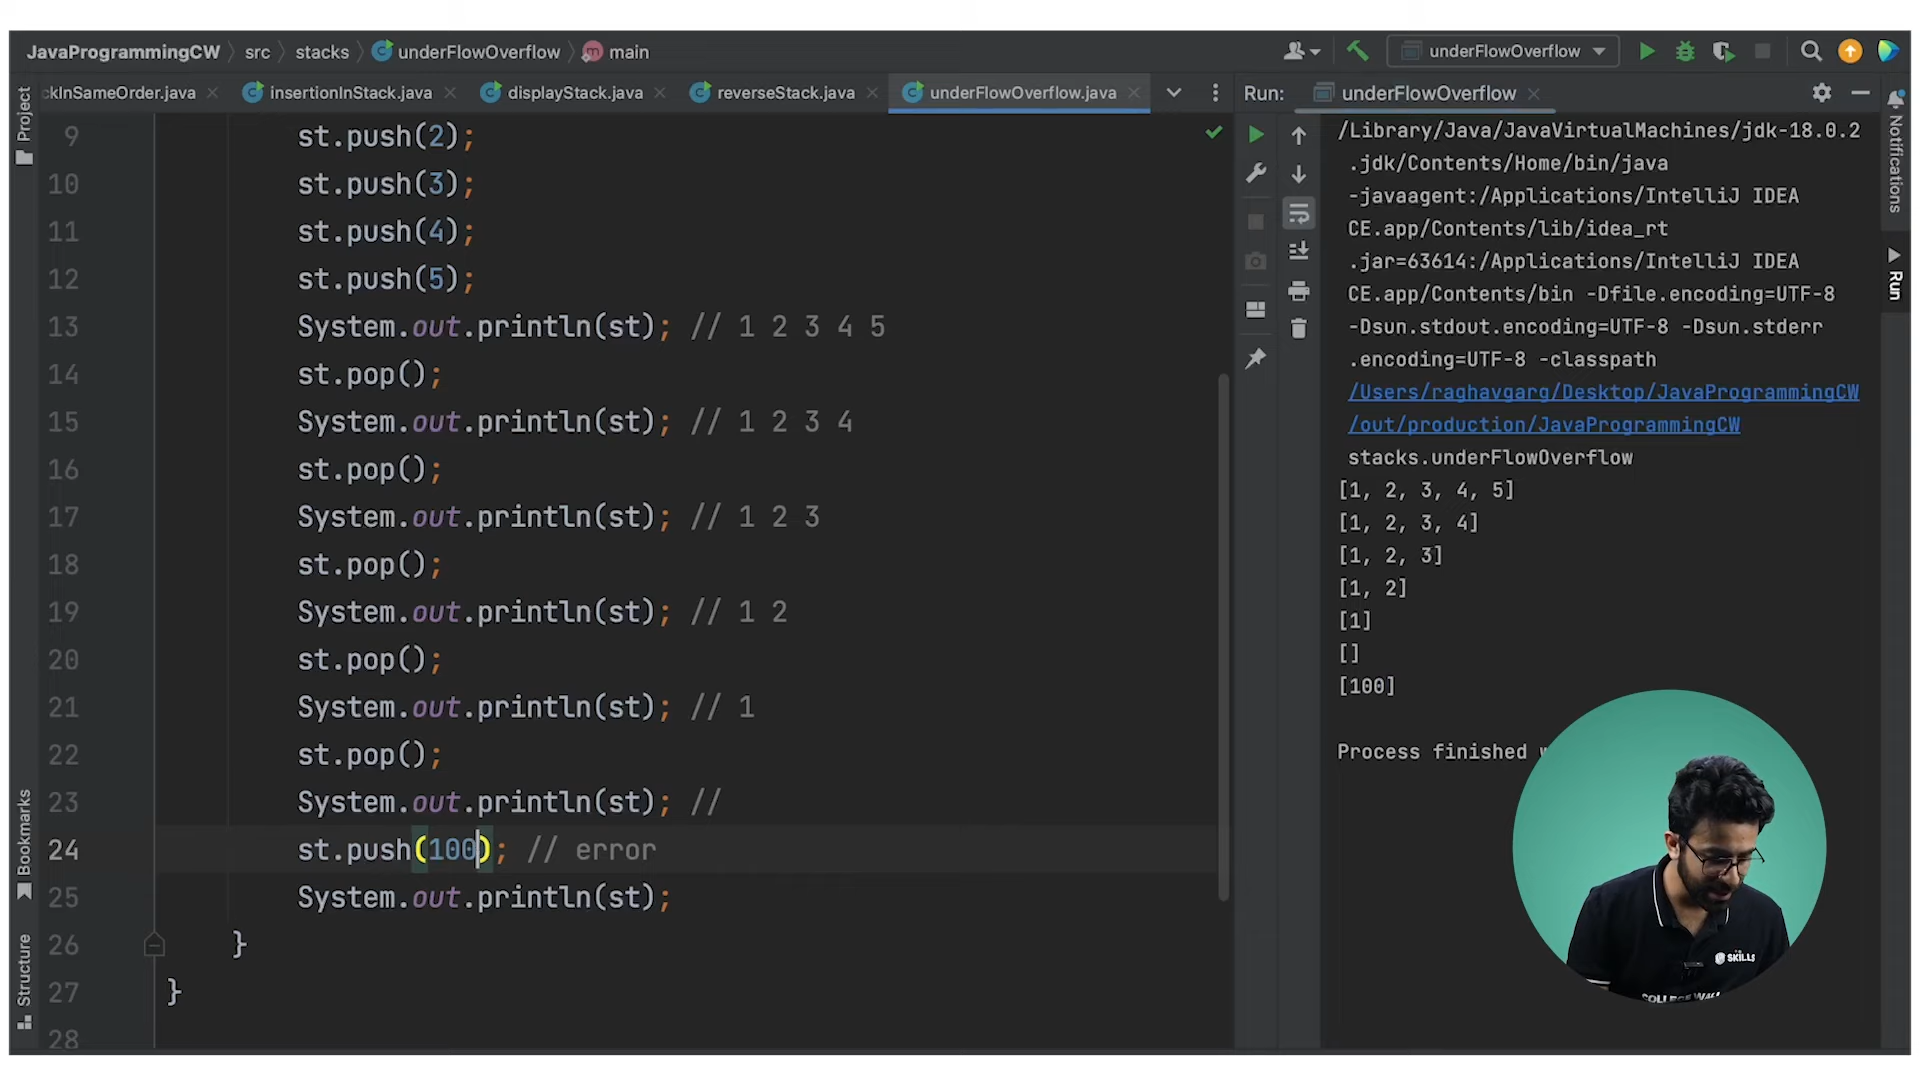 JavaProgrammingCW src stacks underFlowOverflow main
underFlowOverflow
ckInSameOrder.java insertionInStack.java displayStack.java reverseStack.java underFlowOverflow.java
Run: underFlowOverflow
Project
Bookmarks
Structure
9 st.push(2);
10 st.push(3);
11 st.push(4);
12 st.push(5);
13 System.out.println(st); // 1 2 3 4 5
14 st.pop();
15 System.out.println(st); // 1 2 3 4
16 st.pop();
17 System.out.println(st); // 1 2 3
18 st.pop();
19 System.out.println(st); // 1 2
20 st.pop();
21 System.out.println(st); // 1
22 st.pop();
23 System.out.println(st); //
24 st.push(100); // error
25 System.out.println(st);
26 }
27 }
28
/Library/Java/JavaVirtualMachines/jdk-18.0.2
.jdk/Contents/Home/bin/java
-javaagent:/Applications/IntelliJ IDEA
CE.app/Contents/lib/idea_rt
.jar=63614:/Applications/IntelliJ IDEA
CE.app/Contents/bin -Dfile.encoding=UTF-8
-Dsun.stdout.encoding=UTF-8 -Dsun.stderr
.encoding=UTF-8 -classpath
/Users/raghavgarg/Desktop/JavaProgrammingCW
/out/production/JavaProgrammingCW
stacks.underFlowOverflow
[1, 2, 3, 4, 5]
[1, 2, 3, 4]
[1, 2, 3]
[1, 2]
[1]
[]
[100]
Process finished
Notifications
Run
SKILLS
COLLEGE